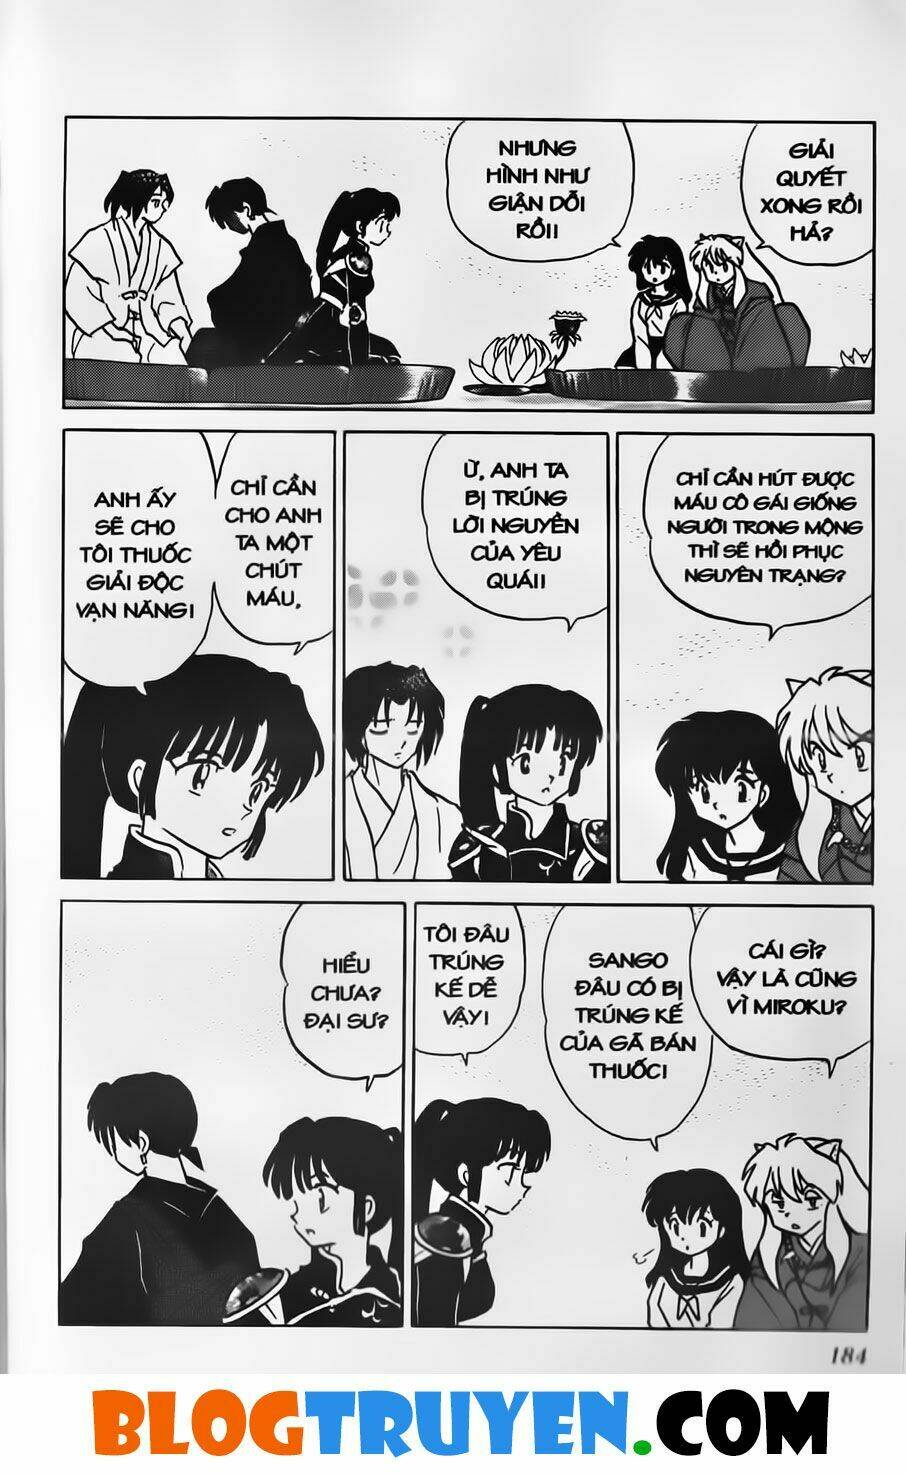 GIẢI
QUYẾT
XONG RỒI
HẢ?
NHƯNG
HÌNH NHƯ
GIẬN DỖI
RỒI!
CHỈ CẦN HÚT ĐƯỢC
MÁU CÔ GÁI GIỐNG
NGƯỜI TRONG MỘNG
THÌ SẼ HỒI PHỤC
NGUYÊN TRẠNG?
Ừ, ANH TA
BỊ TRÚNG
LỜI NGUYỀN
CỦA YÊU
QUÁI!
CHỈ CẦN
CHO ANH
TA MỘT
CHÚT
MÁU,
ANH ẤY
SẼ CHO
TÔI THUỐC
GIẢI ĐỘC
VẠN NĂNG!
CÁI GÌ?
VẬY LÀ CŨNG
VÌ MIROKU?
SANGO
ĐÂU CÓ BỊ
TRÚNG KẾ
CỦA GÃ BÁN
THUỐC!
TÔI ĐÂU
TRÚNG
KẾ DỄ
VẬY!
HIỂU
CHƯA?
ĐẠI SƯ?
184
BLOGTRUYEN.COM